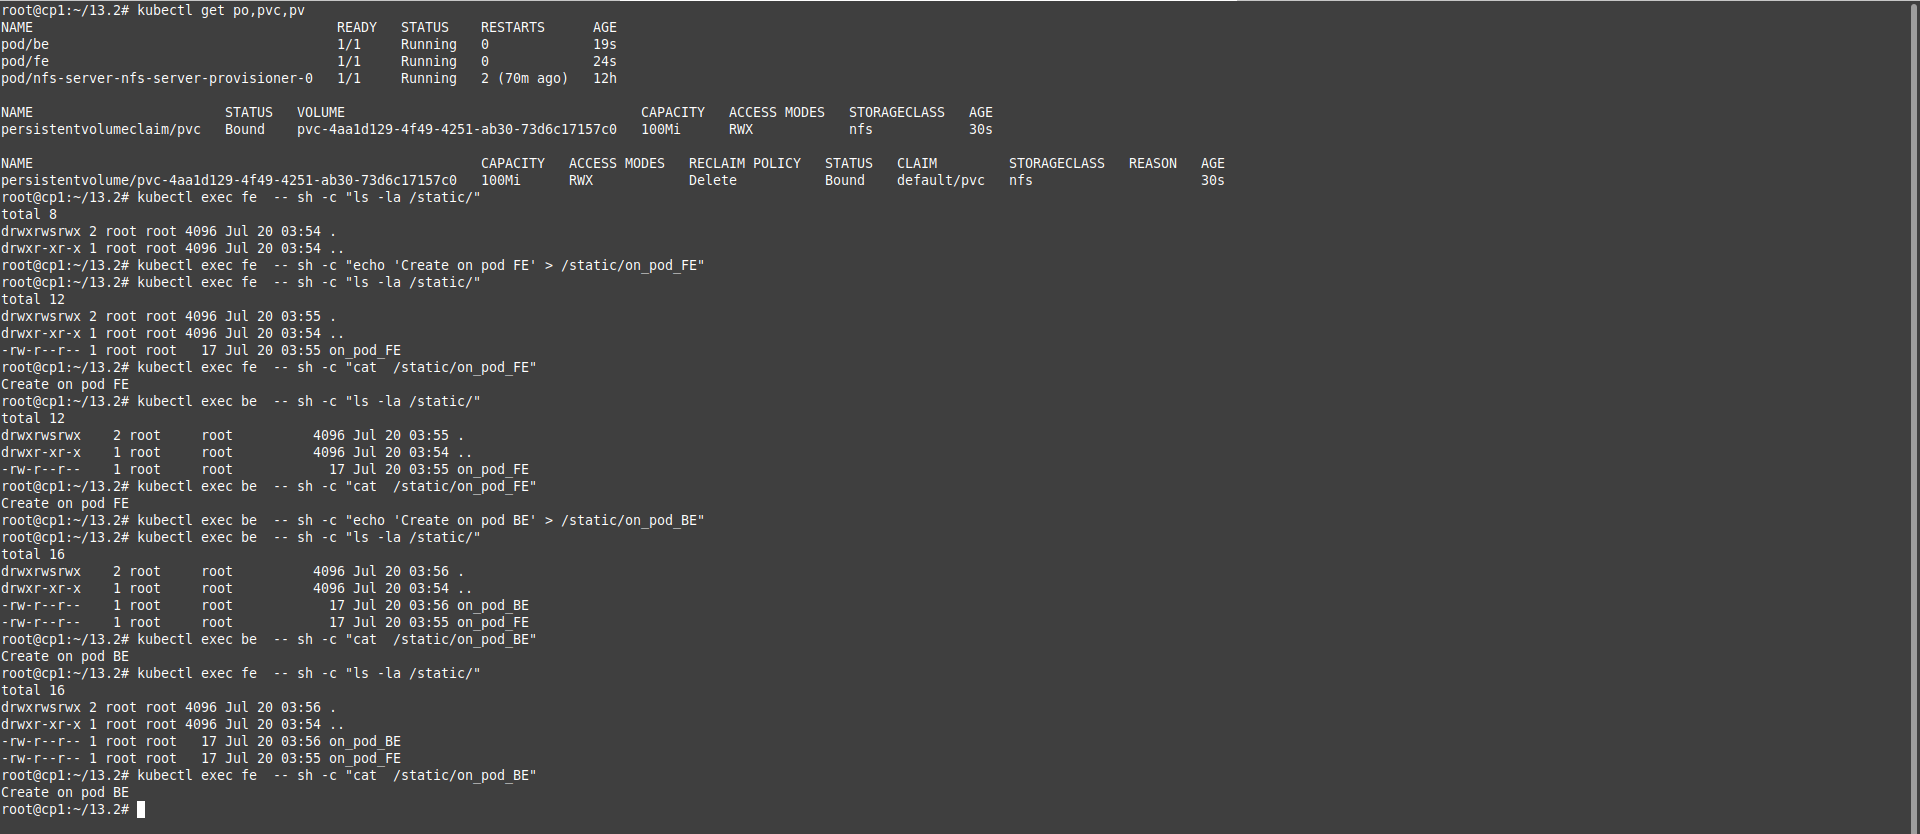 root@cp1:~/13.2# kubectl get po,pvc,pv
NAME                                      READY   STATUS    RESTARTS      AGE
pod/be                                    1/1     Running   0             19s
pod/fe                                    1/1     Running   0             24s
pod/nfs-server-nfs-server-provisioner-0   1/1     Running   2 (70m ago)   12h

NAME                        STATUS   VOLUME                                     CAPACITY   ACCESS MODES   STORAGECLASS   AGE
persistentvolumeclaim/pvc   Bound    pvc-4aa1d129-4f49-4251-ab30-73d6c17157c0   100Mi      RWX            nfs            30s

NAME                                                        CAPACITY   ACCESS MODES   RECLAIM POLICY   STATUS   CLAIM         STORAGECLASS   REASON   AGE
persistentvolume/pvc-4aa1d129-4f49-4251-ab30-73d6c17157c0   100Mi      RWX            Delete           Bound    default/pvc   nfs                     30s
root@cp1:~/13.2# kubectl exec fe  -- sh -c "ls -la /static/"
total 8
drwxrwsrwx 2 root root 4096 Jul 20 03:54 .
drwxr-xr-x 1 root root 4096 Jul 20 03:54 ..
root@cp1:~/13.2# kubectl exec fe  -- sh -c "echo 'Create on pod FE' > /static/on_pod_FE"
root@cp1:~/13.2# kubectl exec fe  -- sh -c "ls -la /static/"
total 12
drwxrwsrwx 2 root root 4096 Jul 20 03:55 .
drwxr-xr-x 1 root root 4096 Jul 20 03:54 ..
-rw-r--r-- 1 root root   17 Jul 20 03:55 on_pod_FE
root@cp1:~/13.2# kubectl exec fe  -- sh -c "cat  /static/on_pod_FE"
Create on pod FE
root@cp1:~/13.2# kubectl exec be  -- sh -c "ls -la /static/"
total 12
drwxrwsrwx    2 root     root          4096 Jul 20 03:55 .
drwxr-xr-x    1 root     root          4096 Jul 20 03:54 ..
-rw-r--r--    1 root     root            17 Jul 20 03:55 on_pod_FE
root@cp1:~/13.2# kubectl exec be  -- sh -c "cat  /static/on_pod_FE"
Create on pod FE
root@cp1:~/13.2# kubectl exec be  -- sh -c "echo 'Create on pod BE' > /static/on_pod_BE"
root@cp1:~/13.2# kubectl exec be  -- sh -c "ls -la /static/"
total 16
drwxrwsrwx    2 root     root          4096 Jul 20 03:56 .
drwxr-xr-x    1 root     root          4096 Jul 20 03:54 ..
-rw-r--r--    1 root     root            17 Jul 20 03:56 on_pod_BE
-rw-r--r--    1 root     root            17 Jul 20 03:55 on_pod_FE
root@cp1:~/13.2# kubectl exec be  -- sh -c "cat  /static/on_pod_BE"
Create on pod BE
root@cp1:~/13.2# kubectl exec fe  -- sh -c "ls -la /static/"
total 16
drwxrwsrwx 2 root root 4096 Jul 20 03:56 .
drwxr-xr-x 1 root root 4096 Jul 20 03:54 ..
-rw-r--r-- 1 root root   17 Jul 20 03:56 on_pod_BE
-rw-r--r-- 1 root root   17 Jul 20 03:55 on_pod_FE
root@cp1:~/13.2# kubectl exec fe  -- sh -c "cat  /static/on_pod_BE"
Create on pod BE
root@cp1:~/13.2#